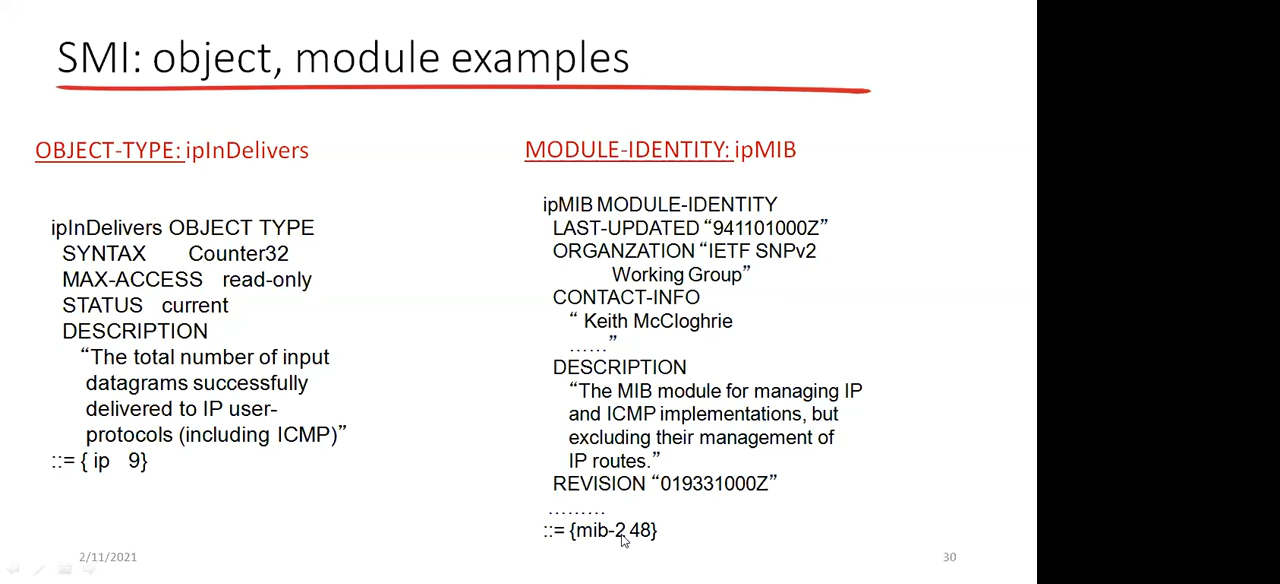 SMI: object, module examples
OBJECT-TYPE: ipInDelivers
ipInDelivers OBJECT TYPE
SYNTAX Counter32
MAX-ACCESS read-only
STATUS current
DESCRIPTION
“The total number of input
datagrams successfully
delivered to IP user-
protocols (including ICMP)”
::= { ip 9}
MODULE-IDENTITY: ipMIB
ipMIB MODULE-IDENTITY
LAST-UPDATED “941101000Z”
ORGANZATION “IETF SNPv2
Working Group”
CONTACT-INFO
“ Keith McCloghrie
……”
DESCRIPTION
“The MIB module for managing IP
and ICMP implementations, but
excluding their management of
IP routes.”
REVISION “019331000Z”
………
::= {mib-2 48}
2/11/2021
30